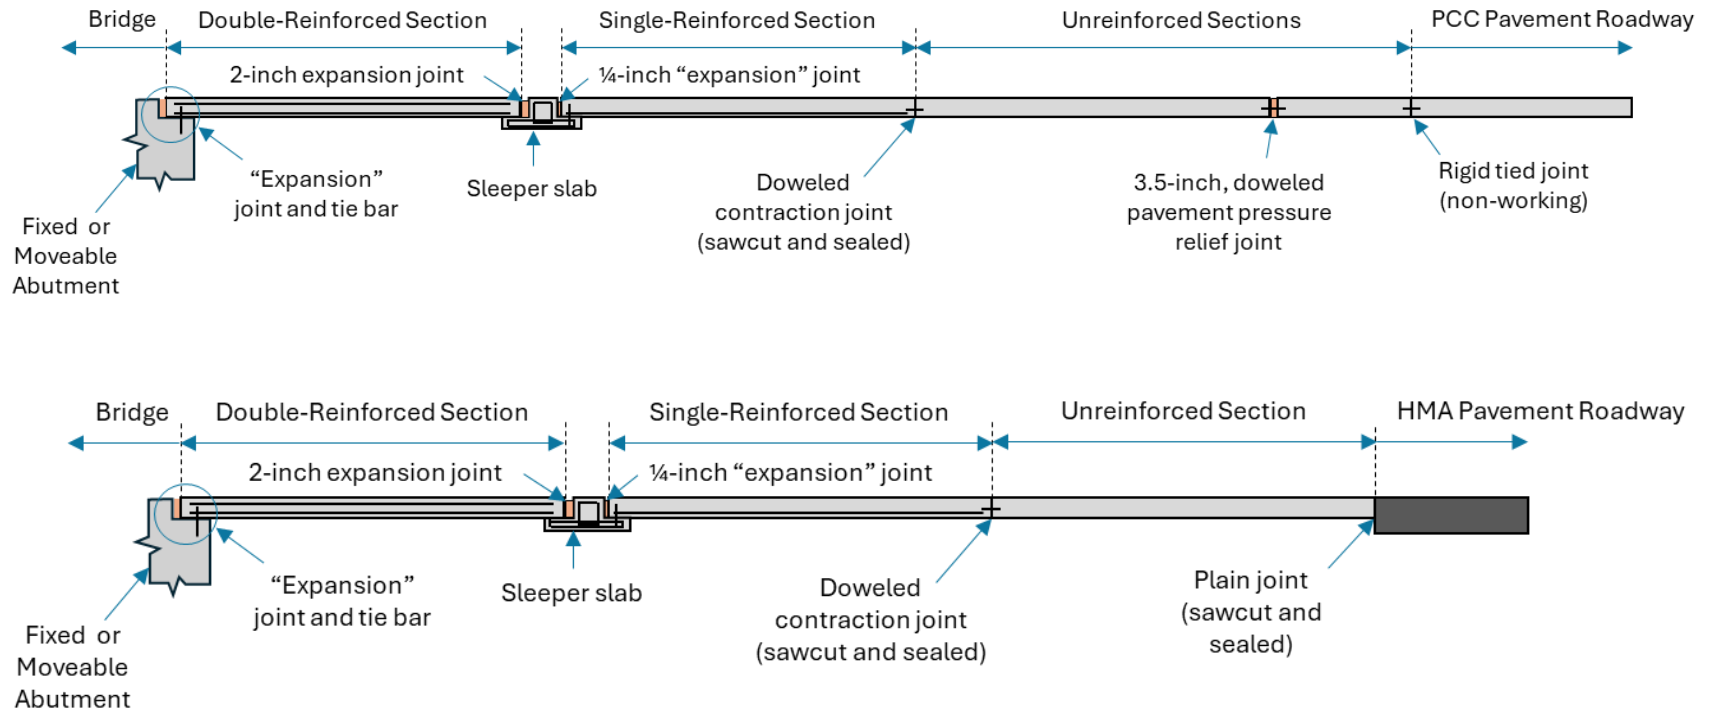 Bridge
Double-Reinforced Section
Single-Reinforced Section
Unreinforced Sections
PCC Pavement Roadway
2-inch expansion joint
¼-inch “expansion” joint
“Expansion”
joint and tie bar
Sleeper slab
Doweled
contraction joint
(sawcut and sealed)
3.5-inch, doweled
pavement pressure
relief joint
Rigid tied joint
(non-working)
Fixed or
Moveable
Abutment
Bridge
Double-Reinforced Section
Single-Reinforced Section
Unreinforced Section
HMA Pavement Roadway
2-inch expansion joint
¼-inch “expansion” joint
“Expansion”
joint and tie bar
Sleeper slab
Doweled
contraction joint
(sawcut and sealed)
Plain joint
(sawcut and
sealed)
Fixed or
Moveable
Abutment